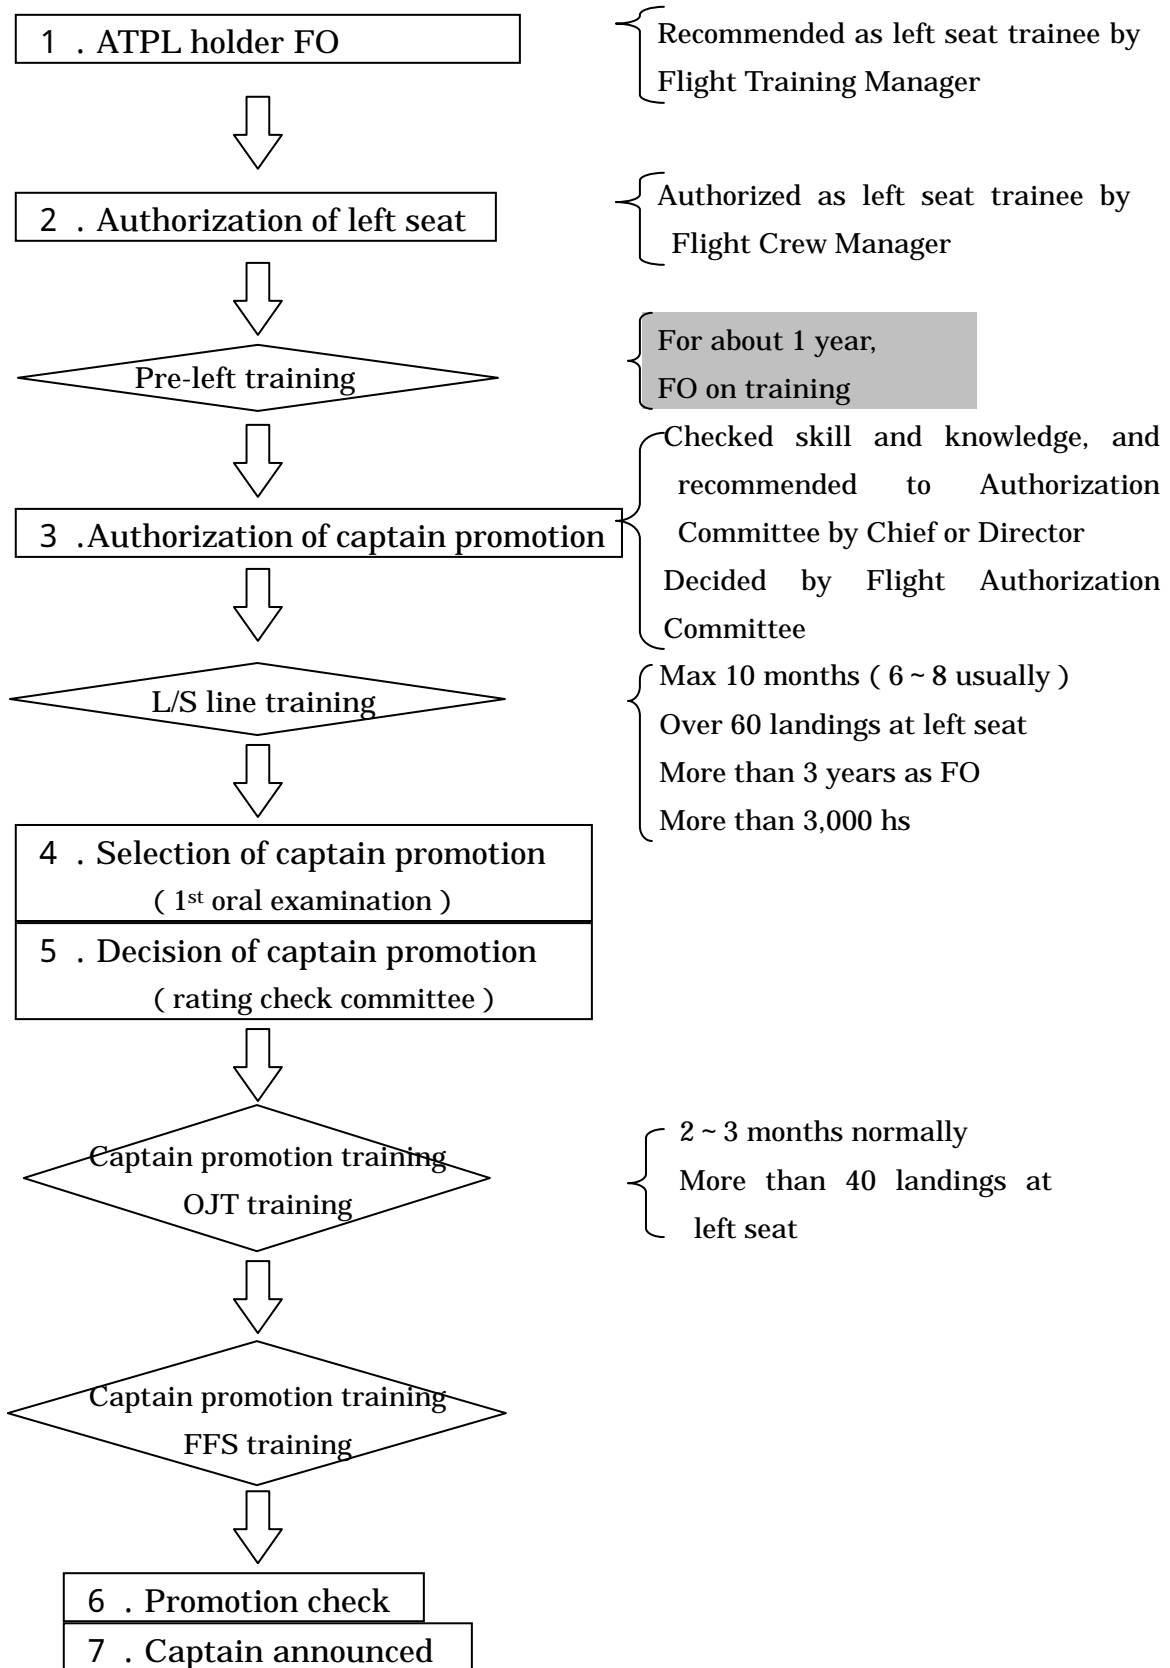 1 . ATPL holder FO
Recommended as left seat trainee by
Flight Training Manager
2 . Authorization of left seat
Authorized as left seat trainee by
Flight Crew Manager
Pre-left training
For about 1 year,
FO on training
3 .Authorization of captain promotion
Checked skill and knowledge, and
recommended to Authorization
Committee by Chief or Director
Decided by Flight Authorization
Committee
L/S line training
Max 10 months ( 6 ~ 8 usually )
Over 60 landings at left seat
More than 3 years as FO
More than 3,000 hs
4 . Selection of captain promotion
( 1st oral examination )
5 . Decision of captain promotion
( rating check committee )
Captain promotion training
OJT training
2 ~ 3 months normally
More than 40 landings at
left seat
Captain promotion training
FFS training
6 . Promotion check
7 . Captain announced